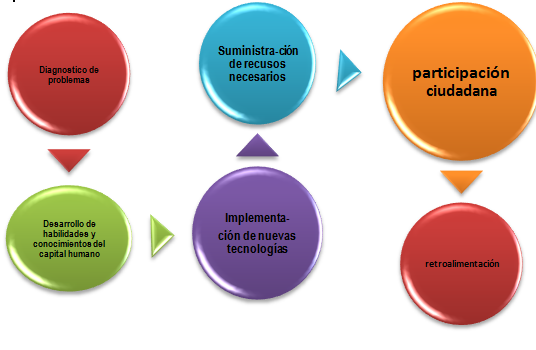 Diagnostico de
problemas
Desarrollo de
habilidades y
conocimientos del
capital humano
Implementa-
ción de nuevas
tecnologías
Suministra-ción
de recusos
necesarios
participación
ciudadana
retroalimentación